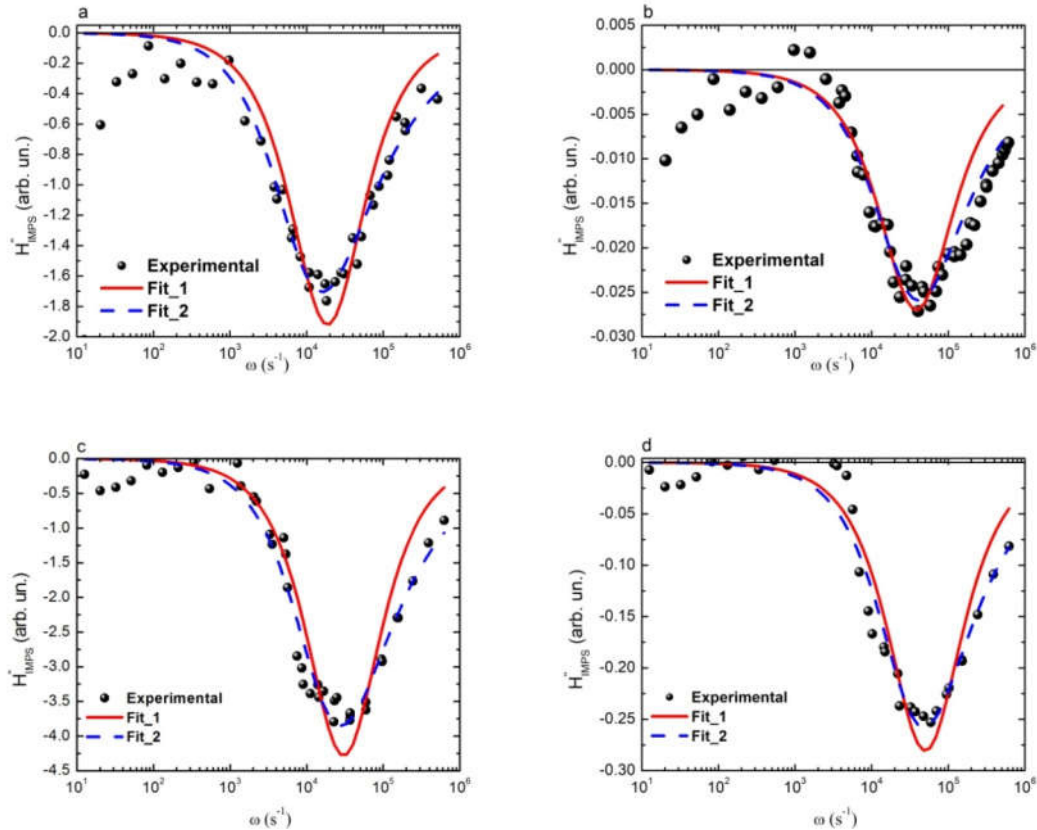 a
0.0
-0.2
-0.4
-0.6
-0.8
-1.0
-1.2
-1.4
-1.6
-1.8
-2.0
H"IMPS (arb. un.)
Experimental
Fit_1
Fit_2
10¹ 10² 10³ 10⁴ 10⁵ 10⁶
ω (s⁻¹)
b
0.005
0.000
-0.005
-0.010
-0.015
-0.020
-0.025
-0.030
H"IMPS (arb. un.)
Experimental
Fit_1
Fit_2
10¹ 10² 10³ 10⁴ 10⁵ 10⁶
ω (s⁻¹)
c
0.0
-0.5
-1.0
-1.5
-2.0
-2.5
-3.0
-3.5
-4.0
-4.5
H"IMPS (arb. un.)
Experimental
Fit_1
Fit_2
10¹ 10² 10³ 10⁴ 10⁵ 10⁶
ω (s⁻¹)
d
0.00
-0.05
-0.10
-0.15
-0.20
-0.25
-0.30
H"IMPS (arb. un.)
Experimental
Fit_1
Fit_2
10¹ 10² 10³ 10⁴ 10⁵ 10⁶
ω (s⁻¹)